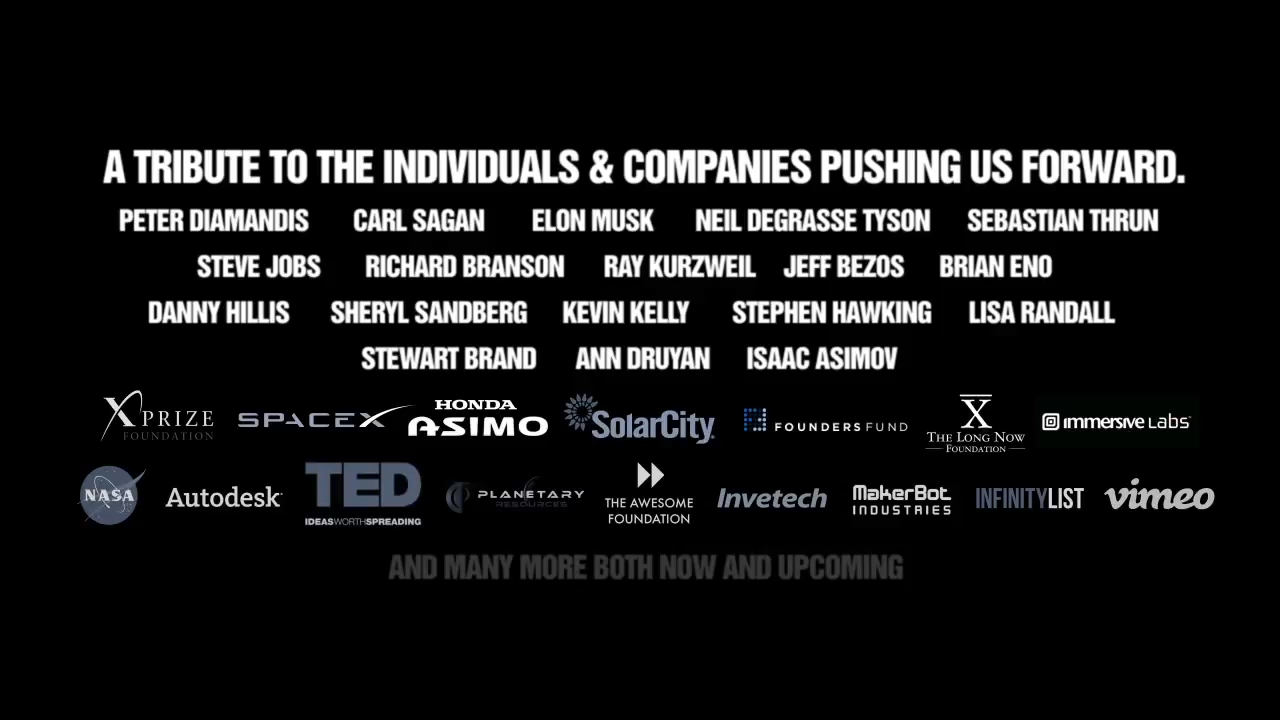 A TRIBUTE TO THE INDIVIDUALS & COMPANIES PUSHING US FORWARD.
PETER DIAMANDIS CARL SAGAN ELON MUSK NEIL DEGRASSE TYSON SEBASTIAN THRUN
STEVE JOBS RICHARD BRANSON RAY KURZWEIL JEFF BEZOS BRIAN ENO
DANNY HILLIS SHERYL SANDBERG KEVIN KELLY STEPHEN HAWKING LISA RANDALL
STEWART BRAND ANN DRUYAN ISAAC ASIMOV
X PRIZE
FOUNDATION
SPACEX
HONDA
ASIMO
SolarCity
FOUNDERS FUND
X
THE LONG NOW
FOUNDATION
immersive LABS
NASA
Autodesk
TED
IDEAS WORTH SPREADING
PLANETARY
RESOURCES
THE AWESOME
FOUNDATION
Invetech
MakerBot
INDUSTRIES
INFINITYLIST
vimeo
AND MANY MORE BOTH NOW AND UPCOMING